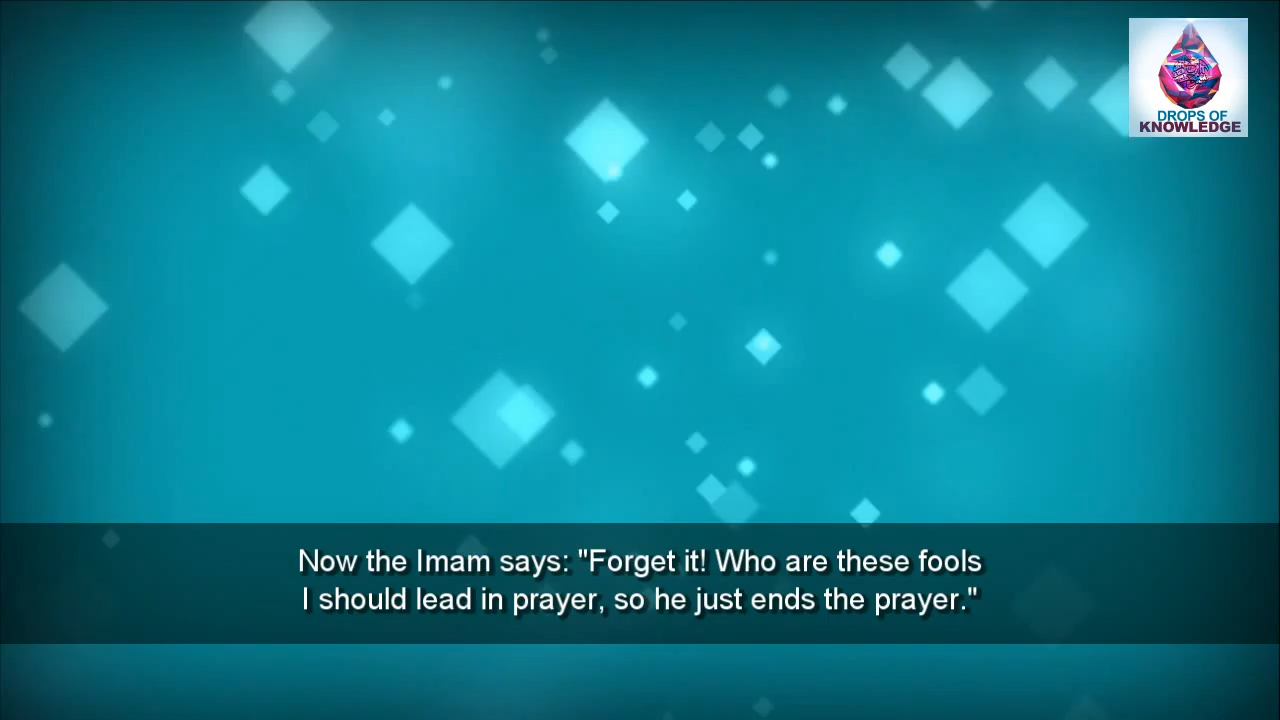 DROPS OF
KNOWLEDGE
Now the Imam says: "Forget it! Who are these fools
I should lead in prayer, so he just ends the prayer."